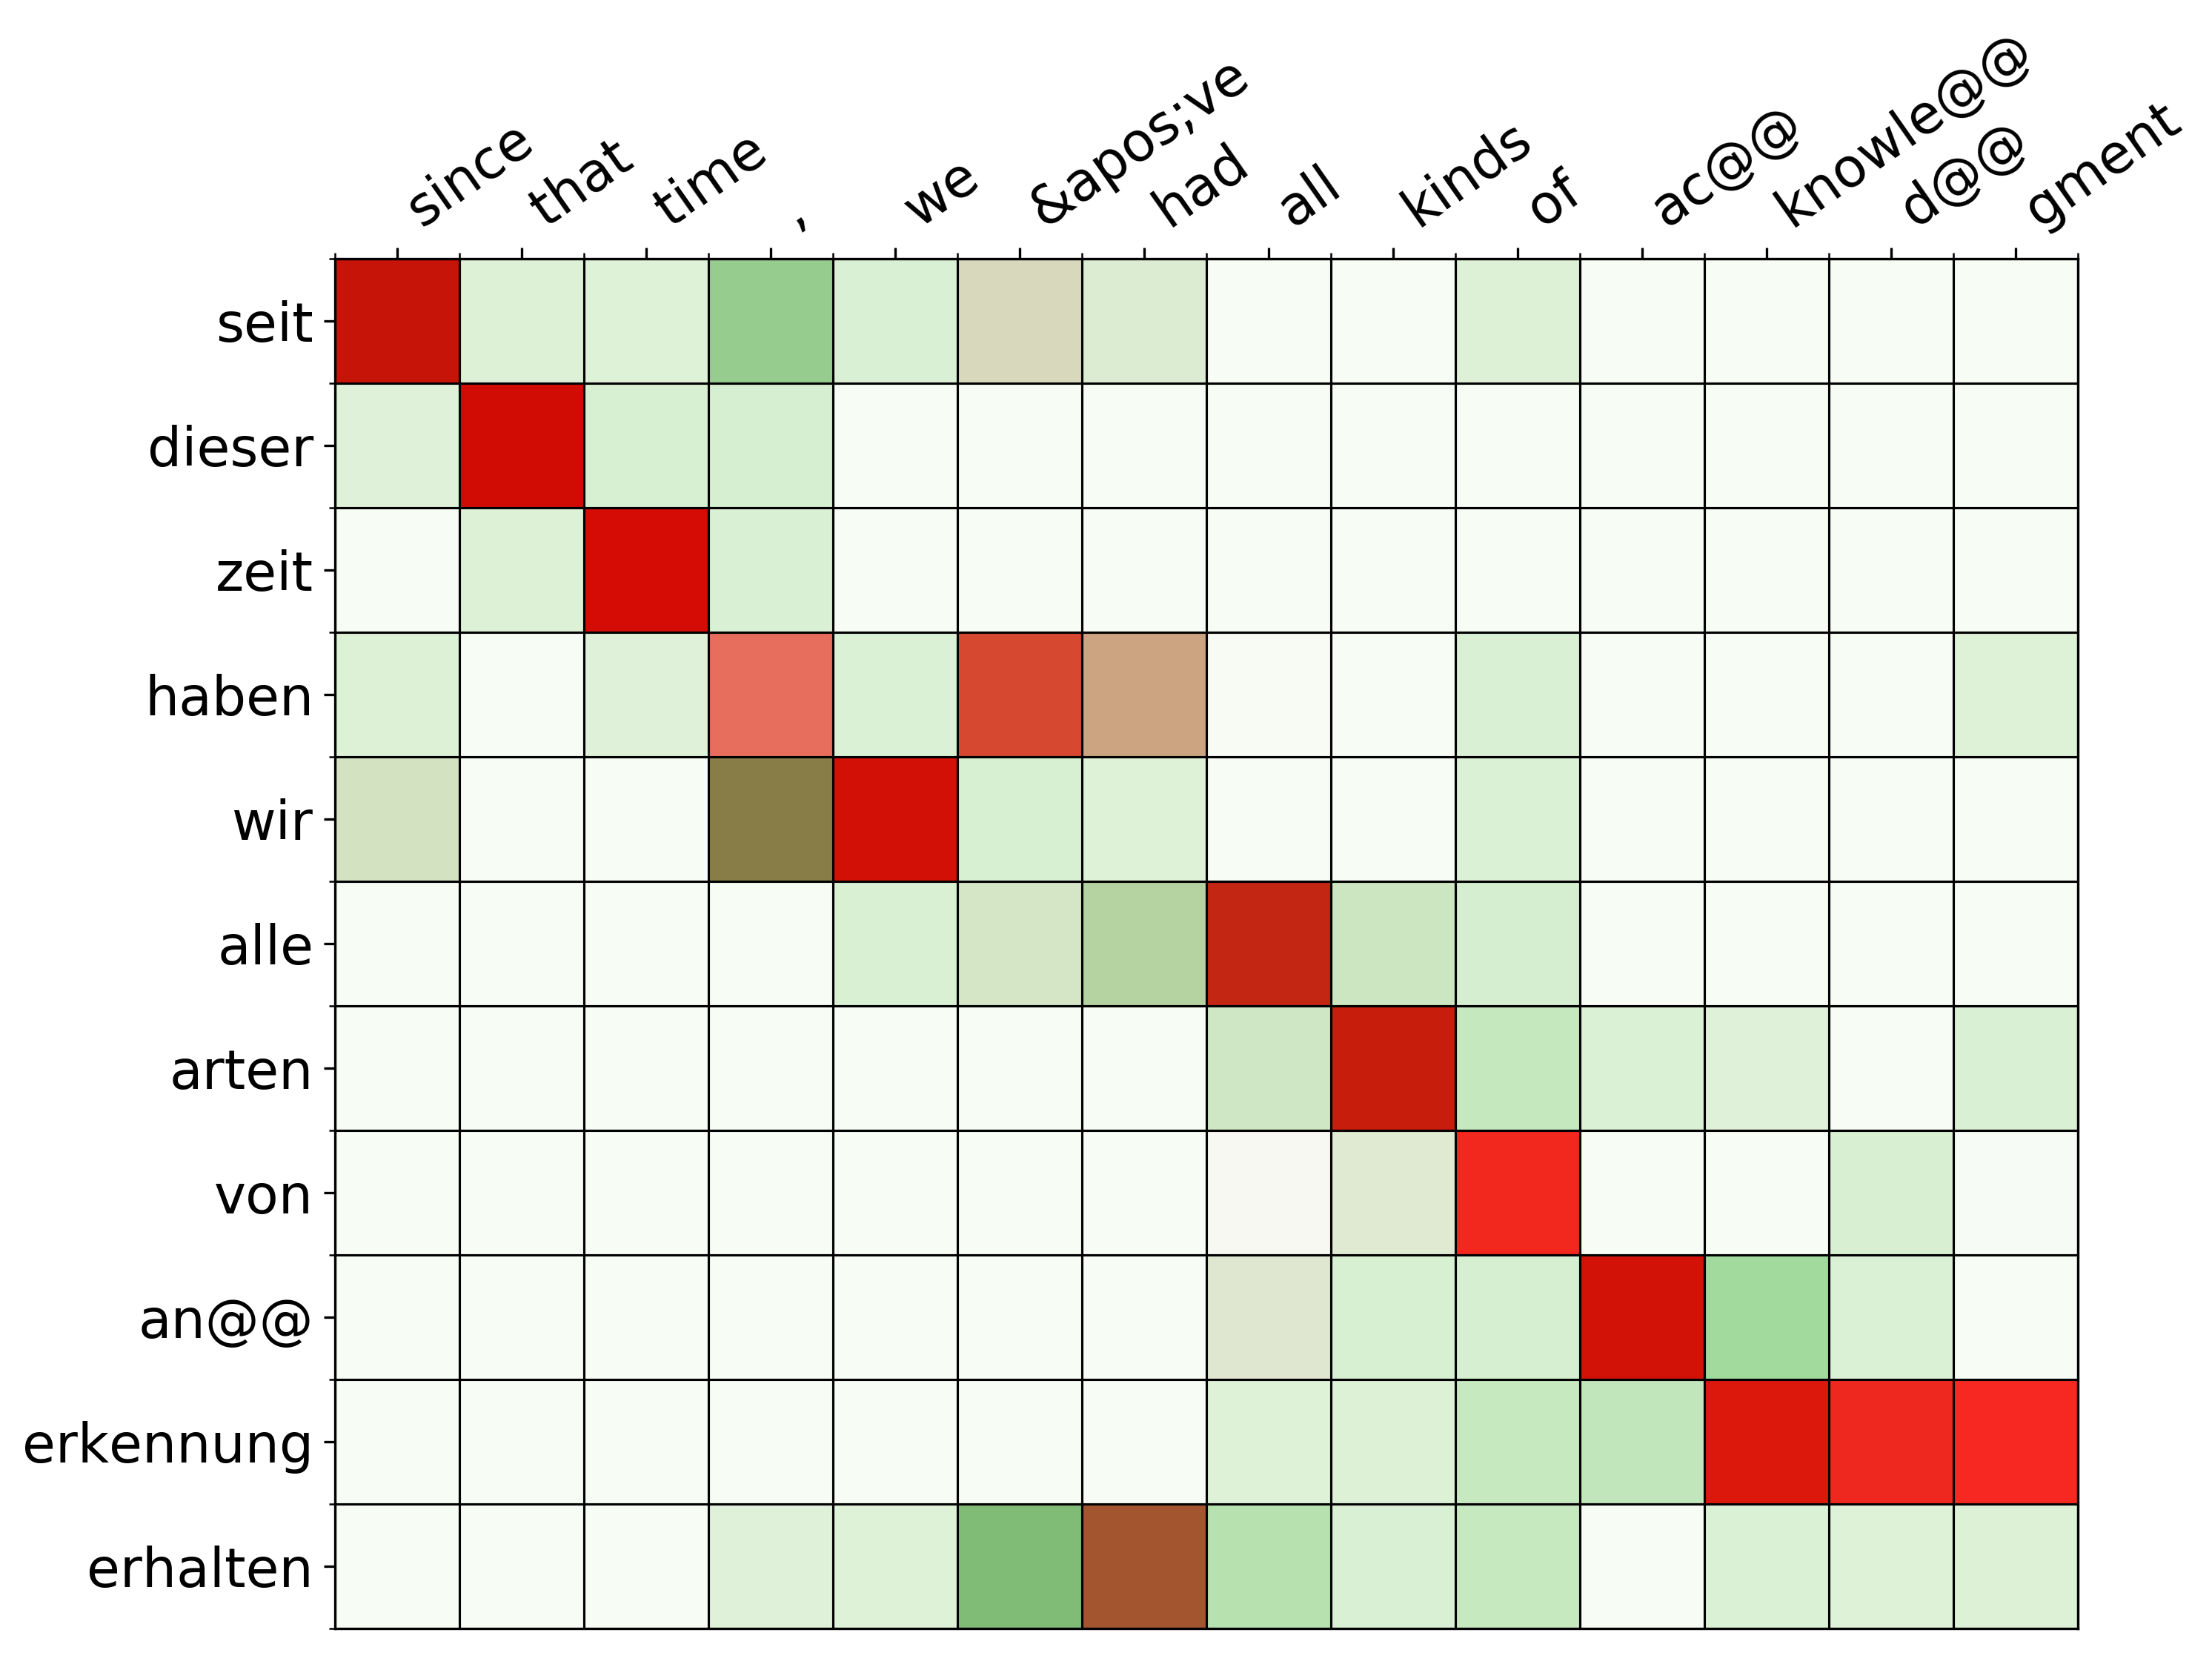 since that time , we &apos;ve had all kinds of ac@@ knowle@@ d@@ gment
seit
dieser
zeit
haben
wir
alle
arten
von
an@@
erkennung
erhalten